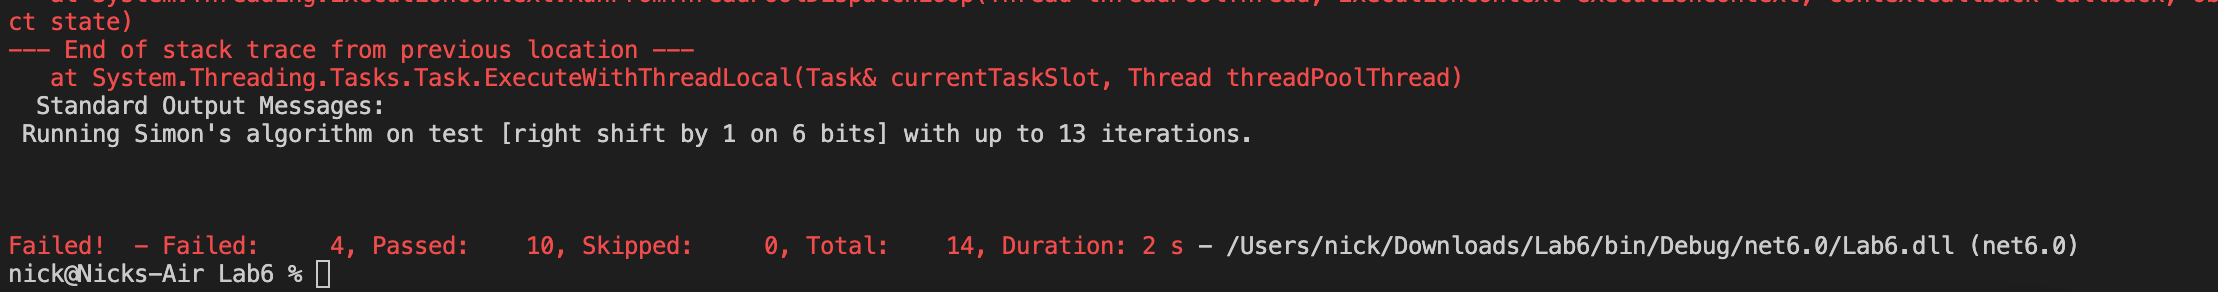 ct state)
--- End of stack trace from previous location ---
   at System.Threading.Tasks.Task.ExecuteWithThreadLocal(Task& currentTaskSlot, Thread threadPoolThread)
  Standard Output Messages:
 Running Simon's algorithm on test [right shift by 1 on 6 bits] with up to 13 iterations.
Failed!  - Failed:     4, Passed:    10, Skipped:     0, Total:    14, Duration: 2 s - /Users/nick/Downloads/Lab6/bin/Debug/net6.0/Lab6.dll (net6.0)
nick@Nicks-Air Lab6 %